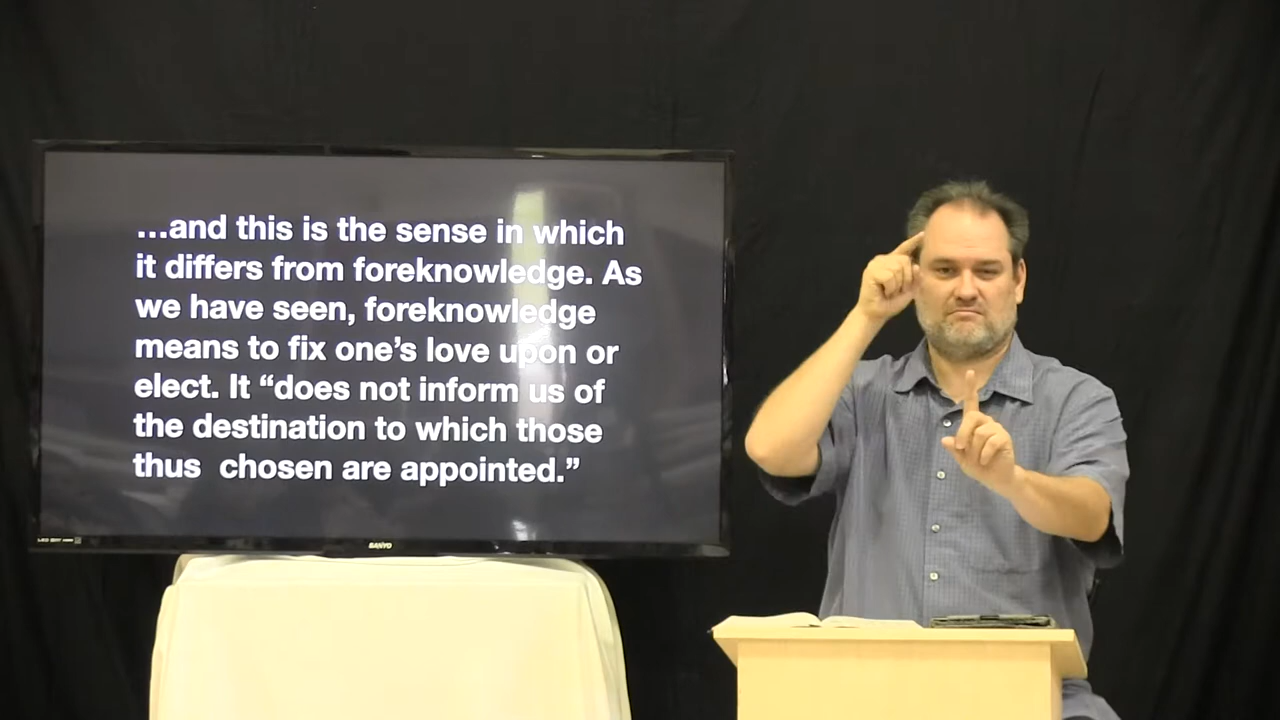 …and this is the sense in which
it differs from foreknowledge. As
we have seen, foreknowledge
means to fix one’s love upon or
elect. It “does not inform us of
the destination to which those
thus  chosen are appointed.”
SANYO